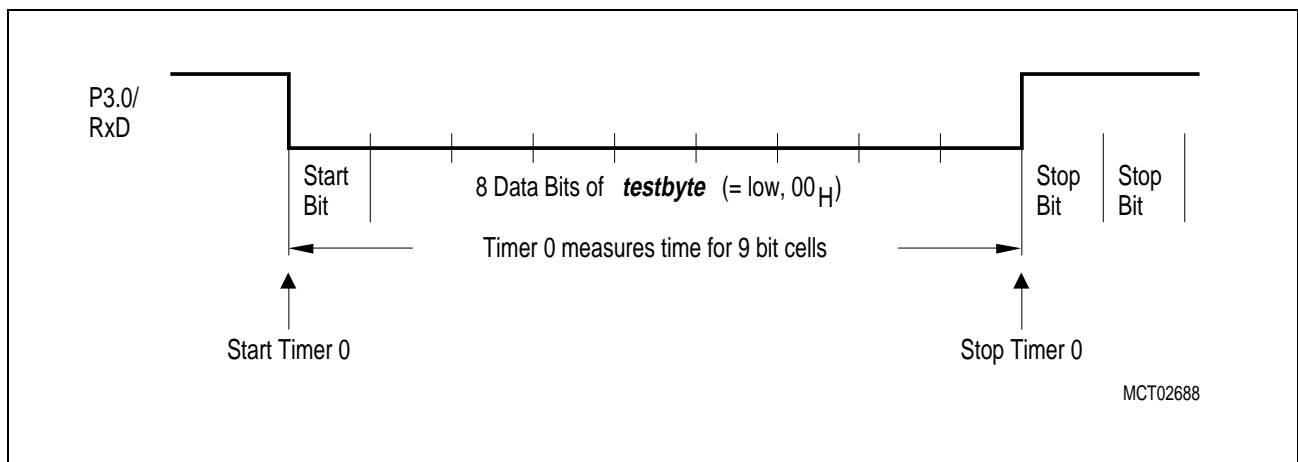 P3.0/
RxD
Start
Bit
8 Data Bits of testbyte (= low, 00H)
Stop
Bit
Stop
Bit
Timer 0 measures time for 9 bit cells
Start Timer 0
Stop Timer 0
MCT02688